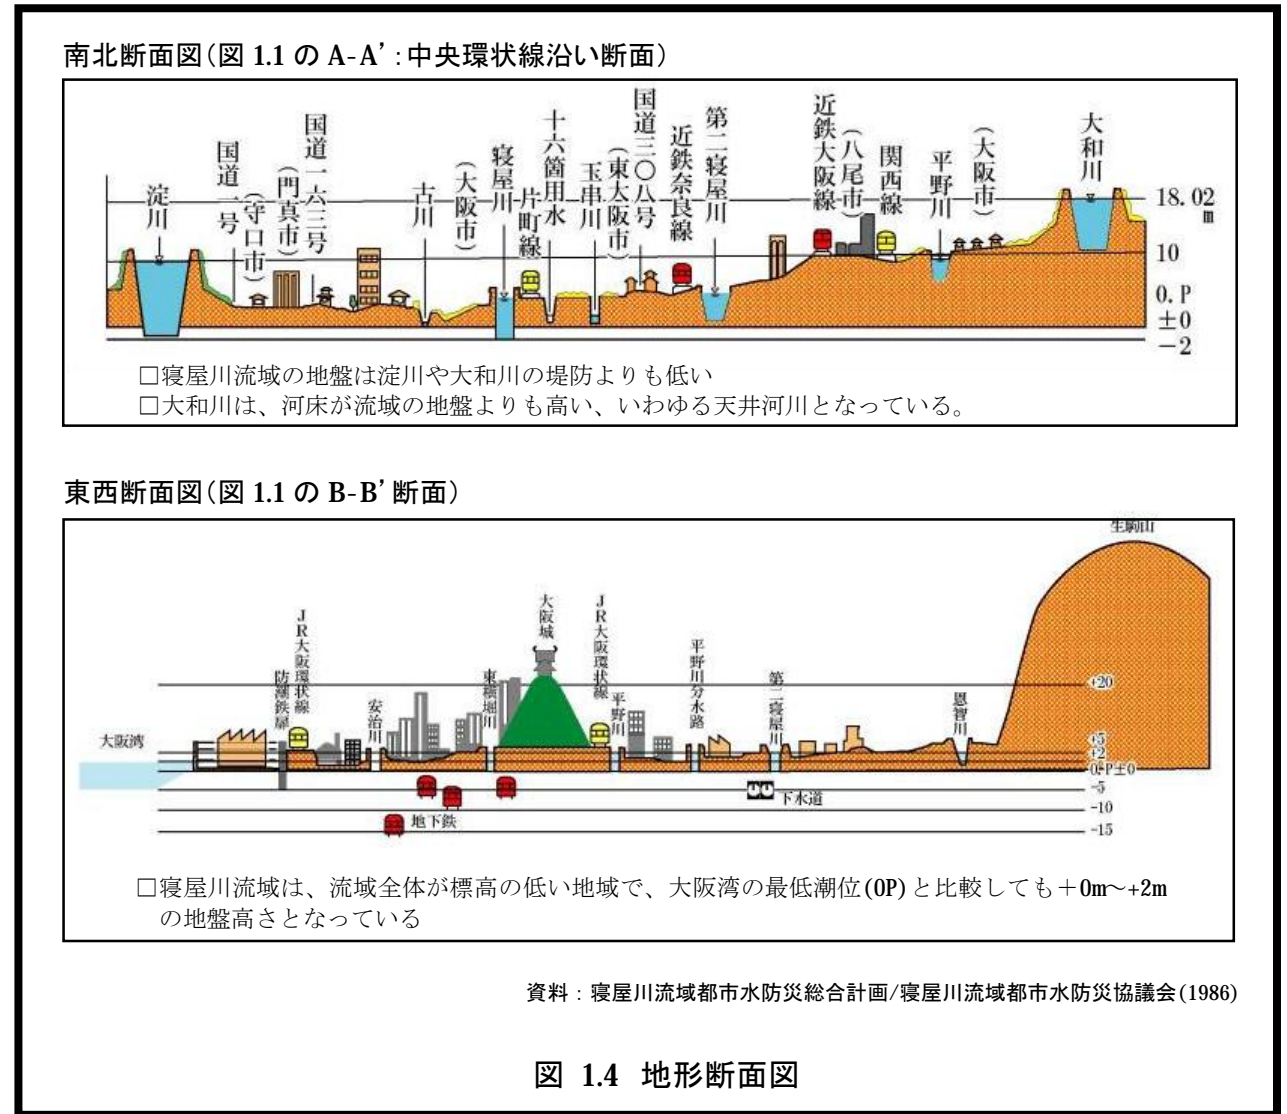 南北断面図(図 1.1 の A-A’:中央環状線沿い断面)
淀川
国道一号
(守口市)
(門真市)
国道一六三号
古川
(大阪市)
寝屋川
片町線
十六箇用水
玉串川
(東大阪市)
国道三〇八号
近鉄奈良線
第二寝屋川
近鉄大阪線
(八尾市)
関西線
平野川
(大阪市)
大和川
18.02
m
10
O.P
±0
−2
□寝屋川流域の地盤は淀川や大和川の堤防よりも低い
□大和川は、河床が流域の地盤よりも高い、いわゆる天井河川となっている。
東西断面図(図 1.1 の B-B’断面)
生駒山
大阪湾
防潮鉄扉
JR大阪環状線
安治川
東横堀川
大阪城
JR大阪環状線
平野川
平野川分水路
第二寝屋川
恩智川
+20
+5
+2
O.P±0
-5
-10
-15
地下鉄
下水道
□寝屋川流域は、流域全体が標高の低い地域で、大阪湾の最低潮位(OP)と比較しても+0m~+2m
の地盤高さとなっている
資料:寝屋川流域都市水防災総合計画/寝屋川流域都市水防災協議会(1986)
図 1.4 地形断面図